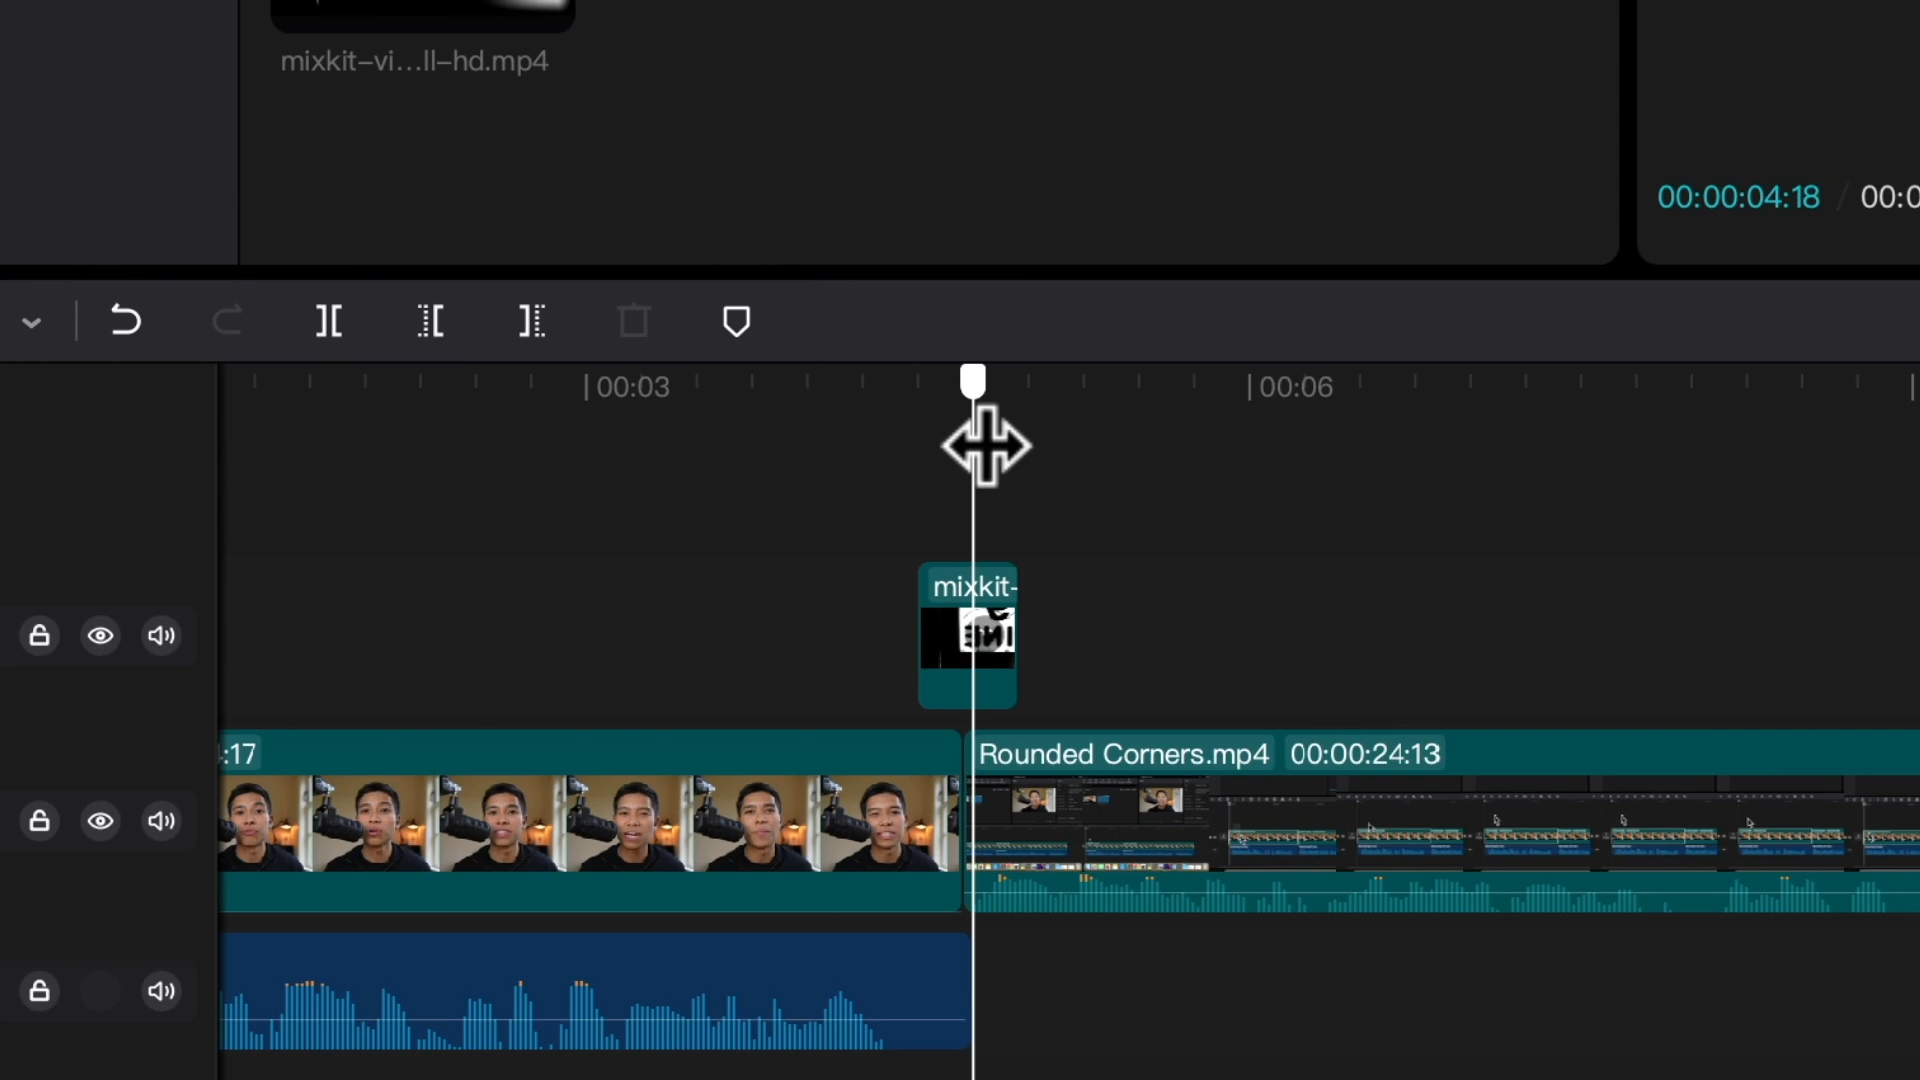 mixkit-vi...ll-hd.mp4
00:00:04:18 / 00:0
00:03
00:06
mixkit-
:17
Rounded Corners.mp4 00:00:24:13